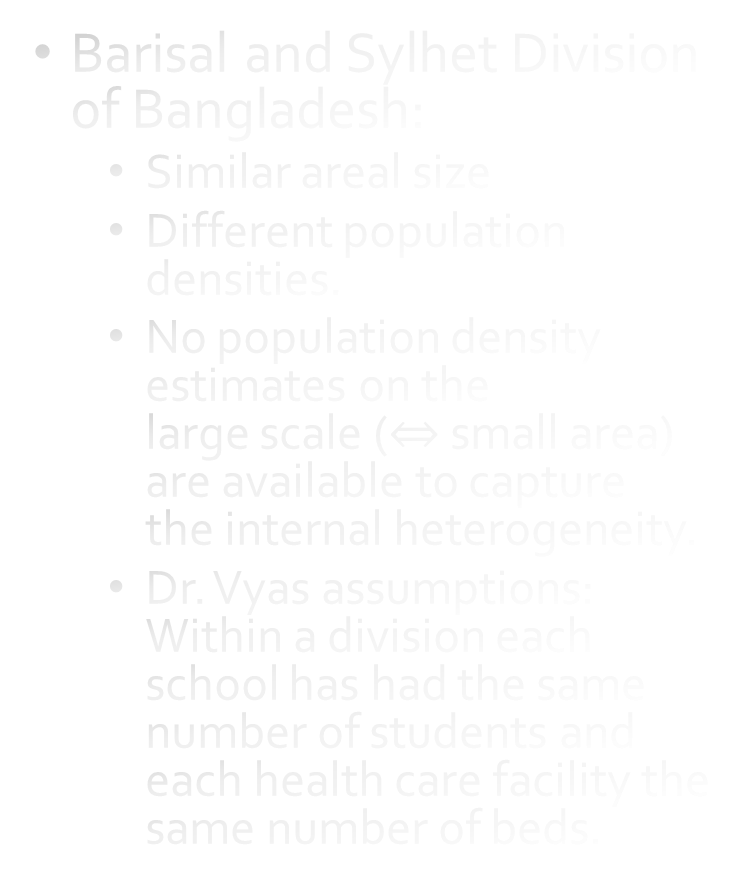 • Barisal and Sylhet Division
of Bangladesh:
• Similar areal size
• Different population
densities.
• No population density
estimates on the
large scale (⇔ small area)
are available to capture
the internal heterogeneity.
• Dr. Vyas assumptions:
Within a division each
school has had the same
number of students and
each health care facility the
same number of beds.